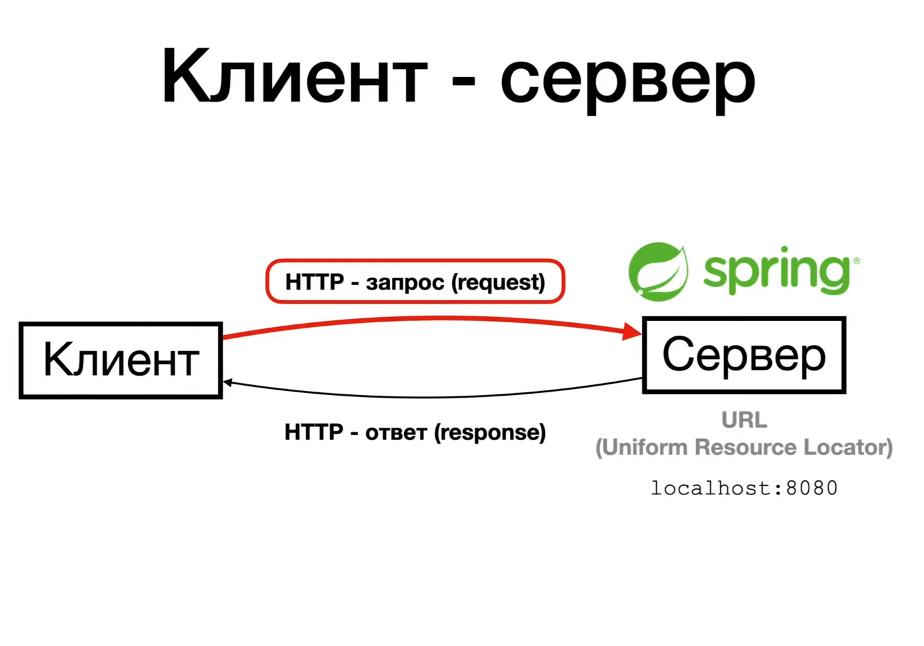 Клиент - сервер
HTTP - запрос (request)
spring®
Клиент
Сервер
HTTP - ответ (response)
URL
(Uniform Resource Locator)
localhost:8080